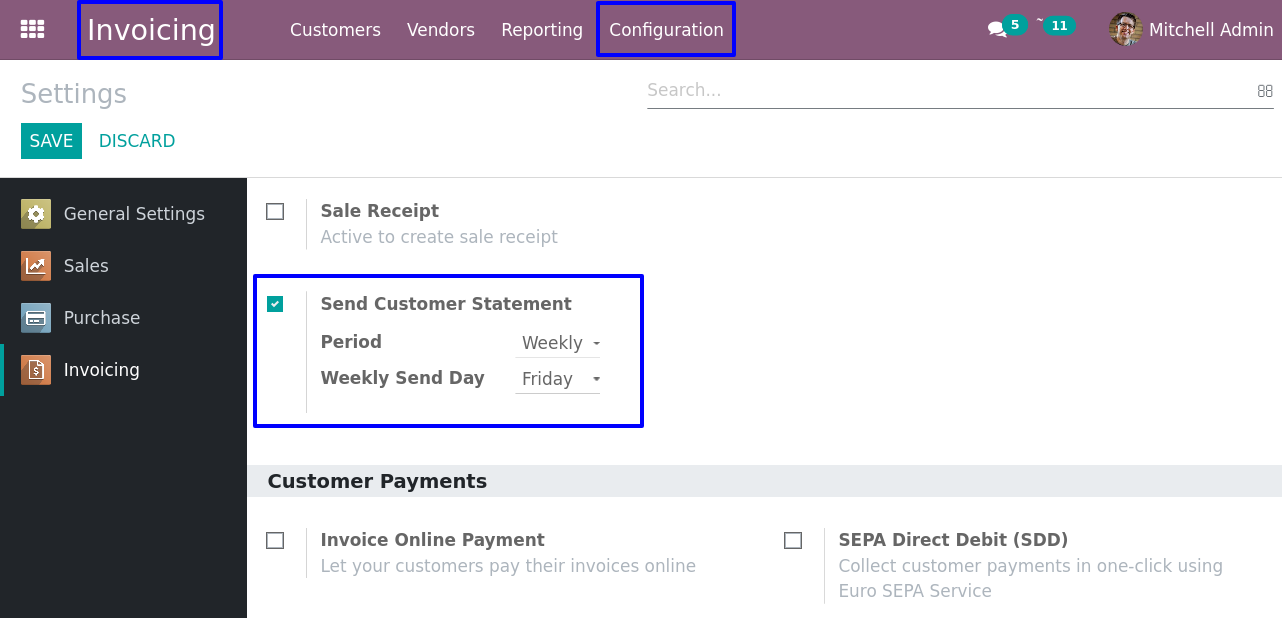 Invoicing Customers Vendors Reporting Configuration 5 11 Mitchell Admin
Settings Search...
SAVE DISCARD
General Settings
Sales
Purchase
Invoicing
Sale Receipt
Active to create sale receipt
Send Customer Statement
Period Weekly
Weekly Send Day Friday
Customer Payments
Invoice Online Payment
Let your customers pay their invoices online
SEPA Direct Debit (SDD)
Collect customer payments in one-click using
Euro SEPA Service